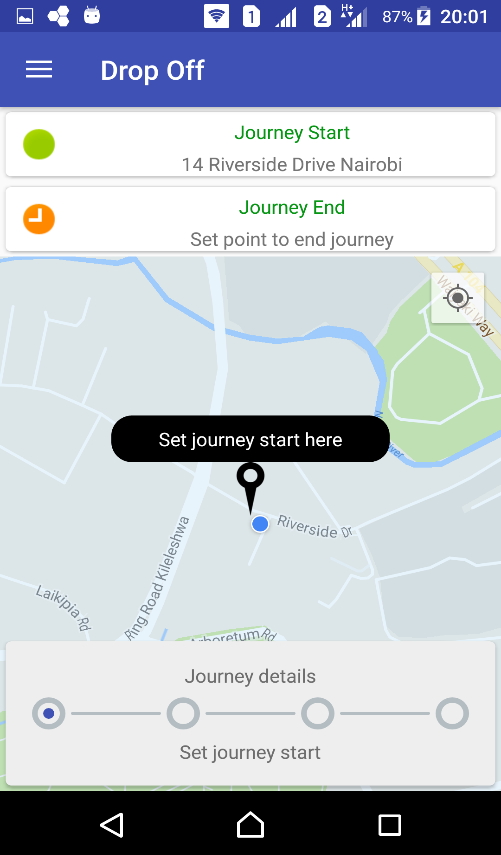 1 2 H+ 87% 20:01
Drop Off
Journey Start
14 Riverside Drive Nairobi
Journey End
Set point to end journey
Way
Set journey start here
Riverside Dr
Ring Road Kileleshwa
Laikipia Rd
Arboretum Rd
Journey details
Set journey start